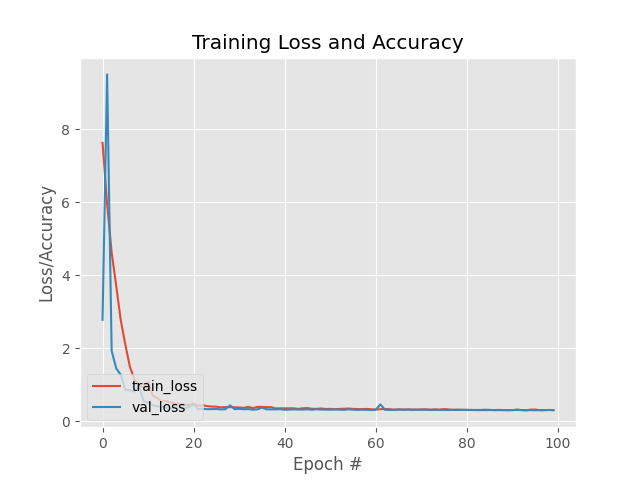 Training Loss and Accuracy
Loss/Accuracy
8
6
4
2
0
train_loss
val_loss
0 20 40 60 80 100
Epoch #